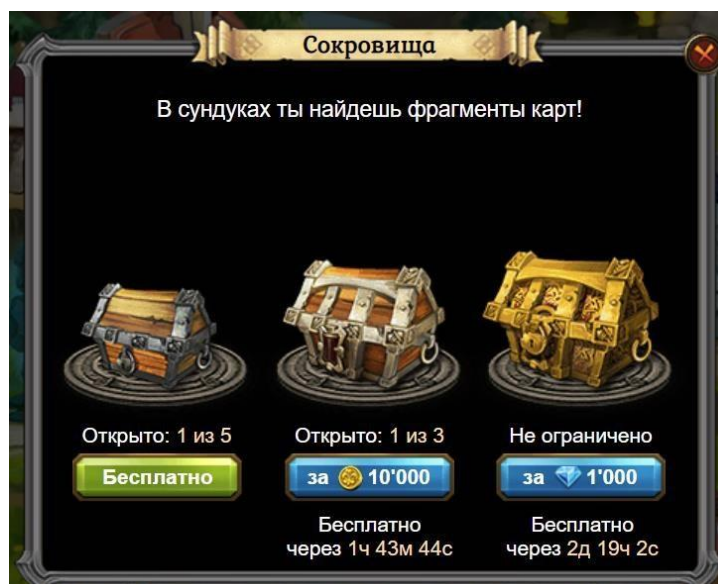 Сокровища
В сундуках ты найдешь фрагменты карт!
Открыто: 1 из 5
Бесплатно
Открыто: 1 из 3
за 10'000
Бесплатно
через 1ч 43м 44с
Не ограничено
за 1'000
Бесплатно
через 2д 19ч 2с